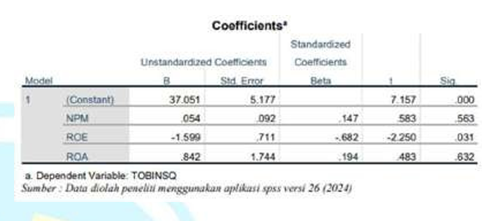 Coefficientsᵃ
Standardized
Unstandardized Coefficients Coefficients
Model B Std. Error Beta t Sig.
1 (Constant) 37.051 5.177 7.157 .000
NPM .054 .092 .147 .583 .563
ROE -1.599 .711 -.682 -2.250 .031
ROA .842 1.744 .194 .483 .632
a. Dependent Variable: TOBINSQ
Sumber : Data diolah peneliti menggunakan aplikasi spss versi 26 (2024)